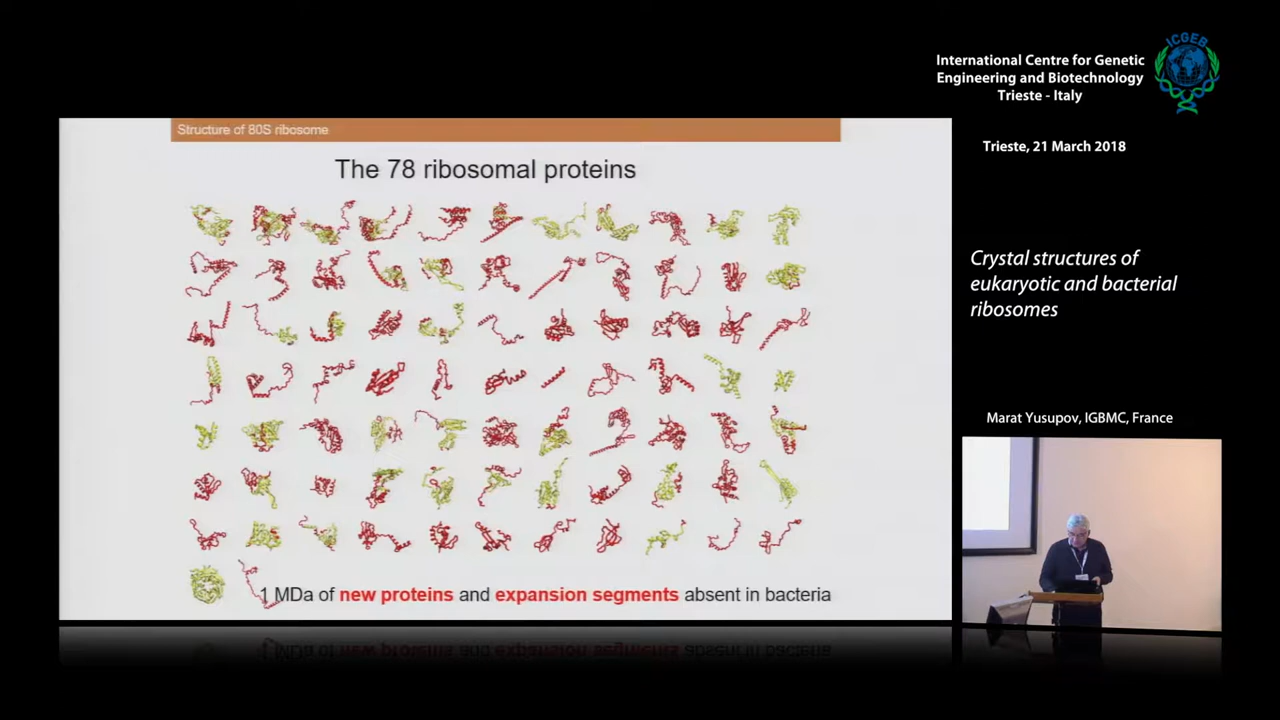 ICGEB
International Centre for Genetic
Engineering and Biotechnology
Trieste - Italy
Trieste, 21 March 2018
Crystal structures of
eukaryotic and bacterial
ribosomes
Marat Yusupov, IGBMC, France
Structure of 80S ribosome
The 78 ribosomal proteins
1 MDa of new proteins and expansion segments absent in bacteria